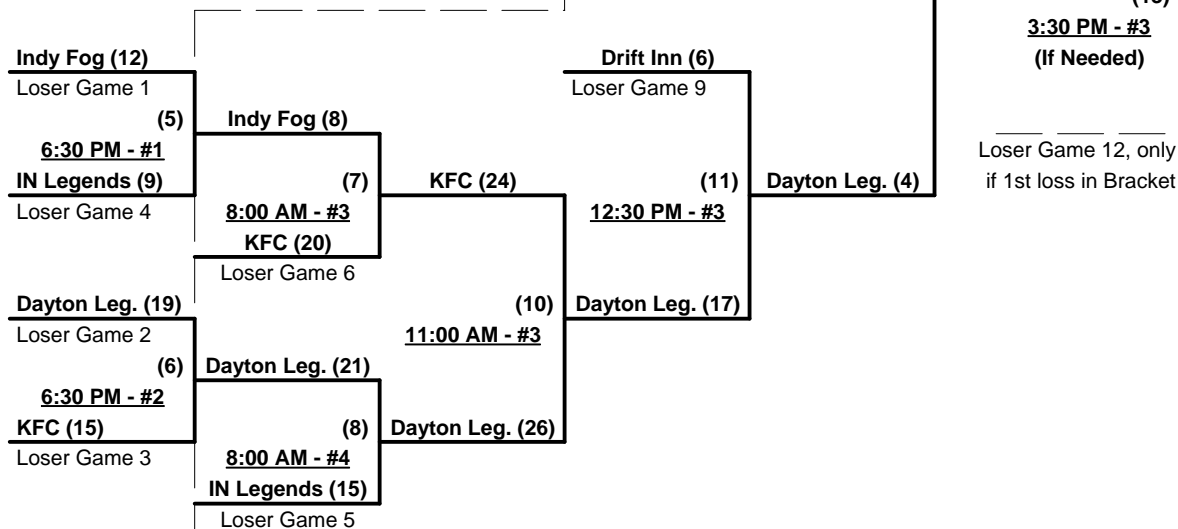 (13)
3:30 PM - #3
(If Needed)
Indy Fog (12)
Loser Game 1
Drift Inn (6)
Loser Game 9
(5)
6:30 PM - #1
Indy Fog (8)
Loser Game 12, only
if 1st loss in Bracket
IN Legends (9)
Loser Game 4
(7)
8:00 AM - #3
KFC (24)
(11)
12:30 PM - #3
Dayton Leg. (4)
KFC (20)
Loser Game 6
Dayton Leg. (19)
Loser Game 2
(10)
11:00 AM - #3
Dayton Leg. (17)
(6)
6:30 PM - #2
Dayton Leg. (21)
KFC (15)
Loser Game 3
(8)
8:00 AM - #4
Dayton Leg. (26)
IN Legends (15)
Loser Game 5